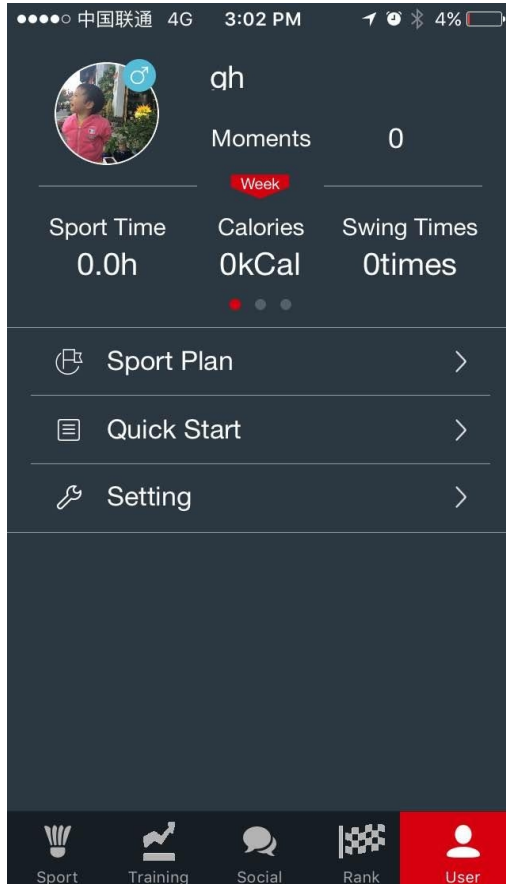 中国联通 4G 3:02 PM 4%
gh
Moments 0
Week
Sport Time Calories Swing Times
0.0h 0kCal 0times
Sport Plan
Quick Start
Setting
Sport Training Social Rank User